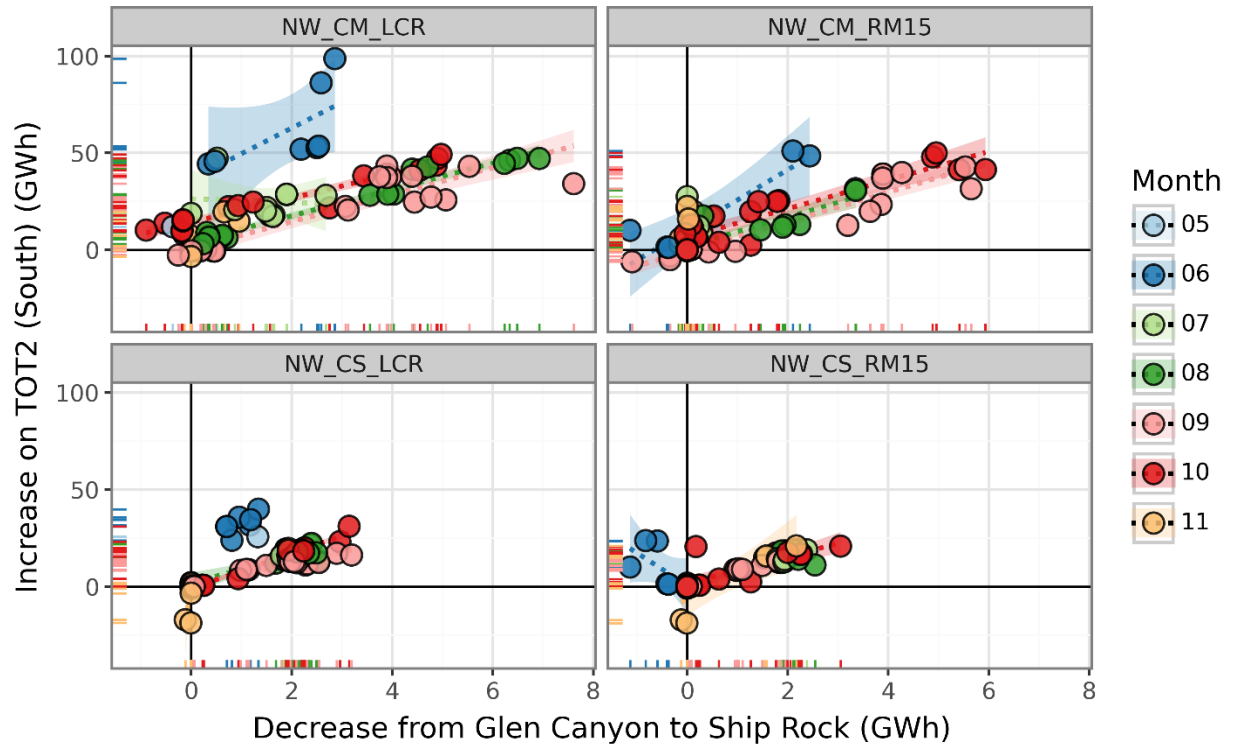 NW_CM_LCR
NW_CM_RM15
100
50
0
NW_CS_LCR
NW_CS_RM15
100
50
0
0 2 4 6 8
0 2 4 6 8
Decrease from Glen Canyon to Ship Rock (GWh)
Increase on TOT2 (South) (GWh)
Month
05
06
07
08
09
10
11